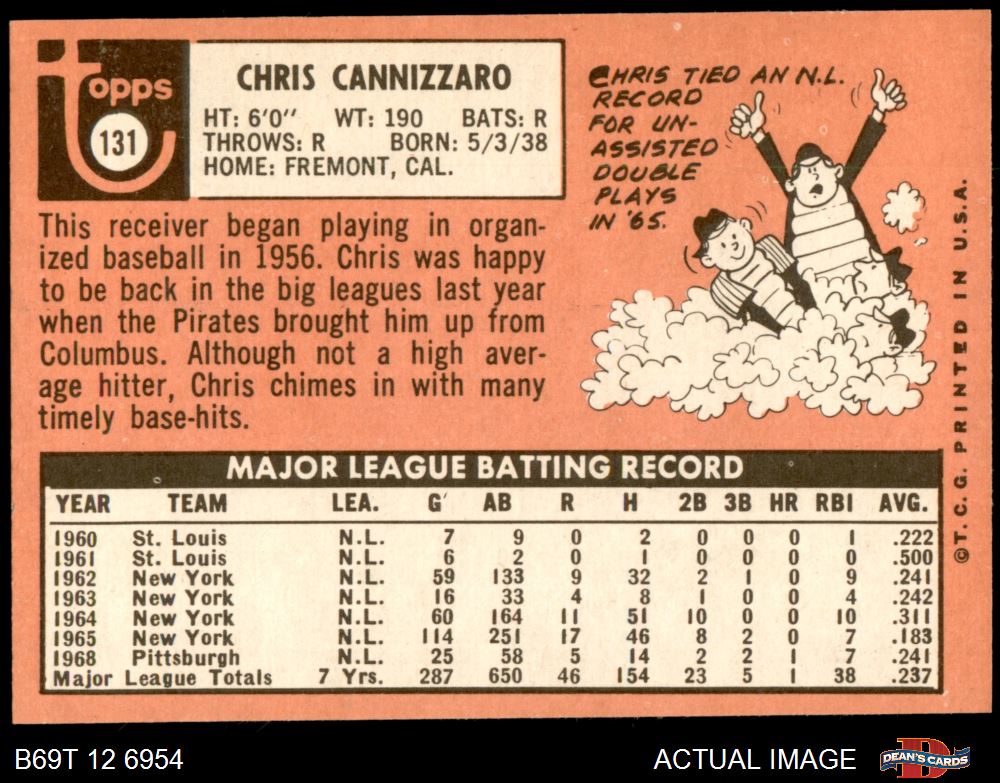 Topps
131
CHRIS CANNIZZARO
HT: 6'0" WT: 190 BATS: R
THROWS: R BORN: 5/3/38
HOME: FREMONT, CAL.
This receiver began playing in organ-
ized baseball in 1956. Chris was happy
to be back in the big leagues last year
when the Pirates brought him up from
Columbus. Although not a high aver-
age hitter, Chris chimes in with many
timely base-hits.
CHRIS TIED AN N.L.
RECORD
FOR UN-
ASSISTED
DOUBLE
PLAYS
IN '65.
©T.C.G. PRINTED IN U.S.A.
MAJOR LEAGUE BATTING RECORD
YEAR TEAM LEA. G AB R H 2B 3B HR RBI AVG.
1960 St. Louis N.L. 7 9 0 2 0 0 0 1 .222
1961 St. Louis N.L. 6 2 0 1 0 0 0 0 .500
1962 New York N.L. 59 133 9 32 2 1 0 9 .241
1963 New York N.L. 16 33 4 8 1 0 0 4 .242
1964 New York N.L. 60 164 11 51 10 0 0 10 .311
1965 New York N.L. 114 251 17 46 8 2 0 7 .183
1968 Pittsburgh N.L. 25 58 5 14 2 2 1 7 .241
Major League Totals 7 Yrs. 287 650 46 154 23 5 1 38 .237
B69T 12 6954
ACTUAL IMAGE
D
DEAN'S CARDS